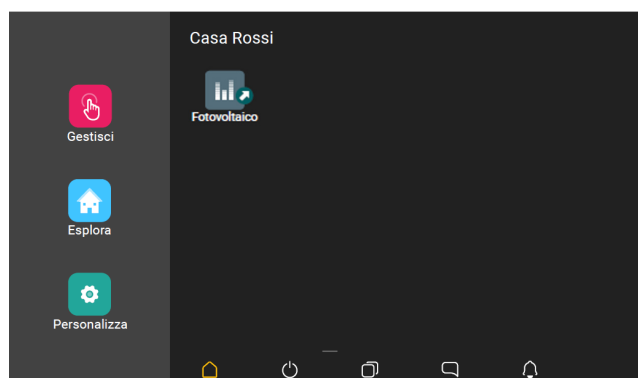 Casa Rossi
Fotovoltaico
Gestisci
Esplora
Personalizza